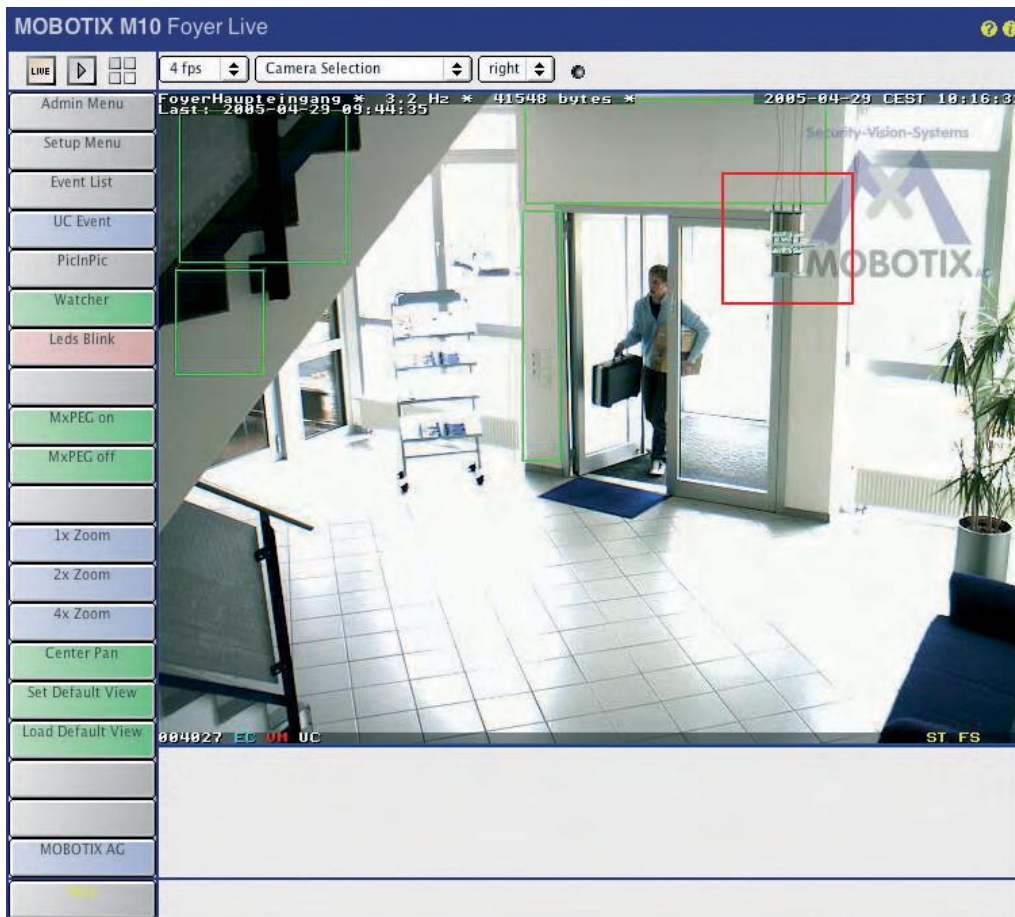 MOBOTIX M10 Foyer Live
LIVE
4 fps
Camera Selection
right
Admin Menu
Setup Menu
Event List
UC Event
PicInPic
Watcher
Leds Blink
MxPEG on
MxPEG off
1x Zoom
2x Zoom
4x Zoom
Center Pan
Set Default View
Load Default View
MOBOTIX AG
FoyerHaupteingang * 3.2 Hz * 41548 bytes *
2005-04-29 CEST 10:16:3
Last: 2005-04-29 09:44:35
Security-Vision-Systems
MOBOTIX AG
004027 EC VM UC
ST FS